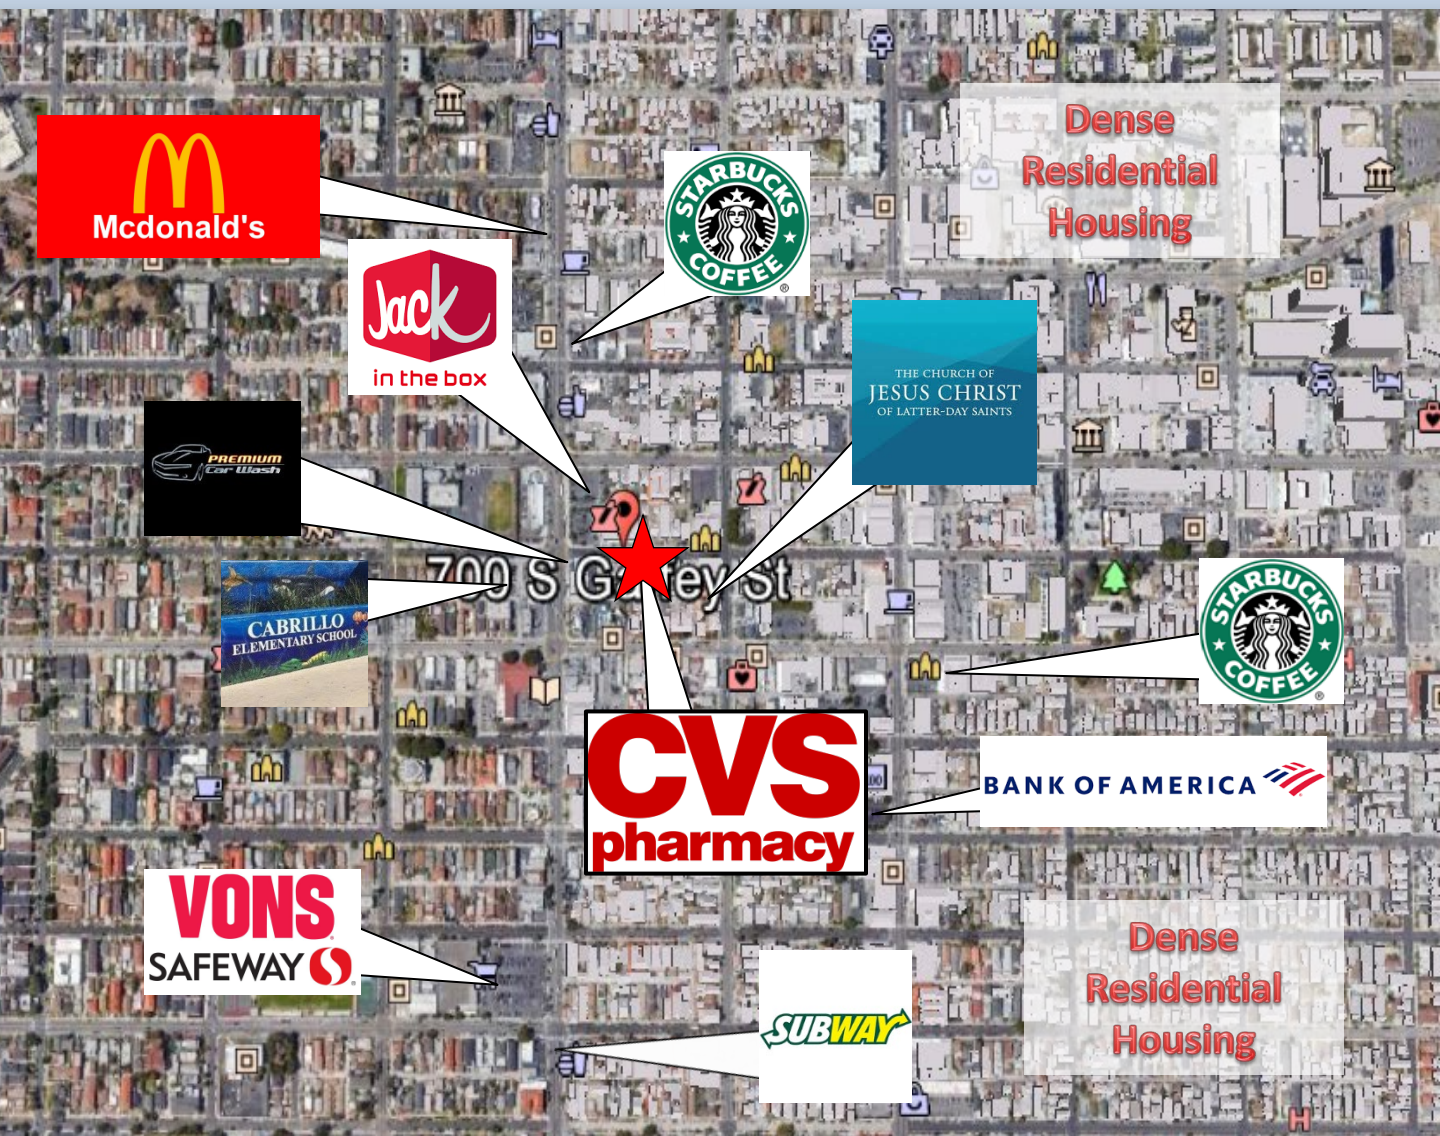 Dense
Residential
Housing
Mcdonald's
STARBUCKS
COFFEE
®
Jack
in the box
THE CHURCH OF
JESUS CHRIST
OF LATTER-DAY SAINTS
PREMIUM
Car Wash
700 S Gaffey St
CABRILLO
ELEMENTARY SCHOOL
STARBUCKS
COFFEE
®
CVS
pharmacy
BANK OF AMERICA
VONS
SAFEWAY
SUBWAY
Dense
Residential
Housing
H